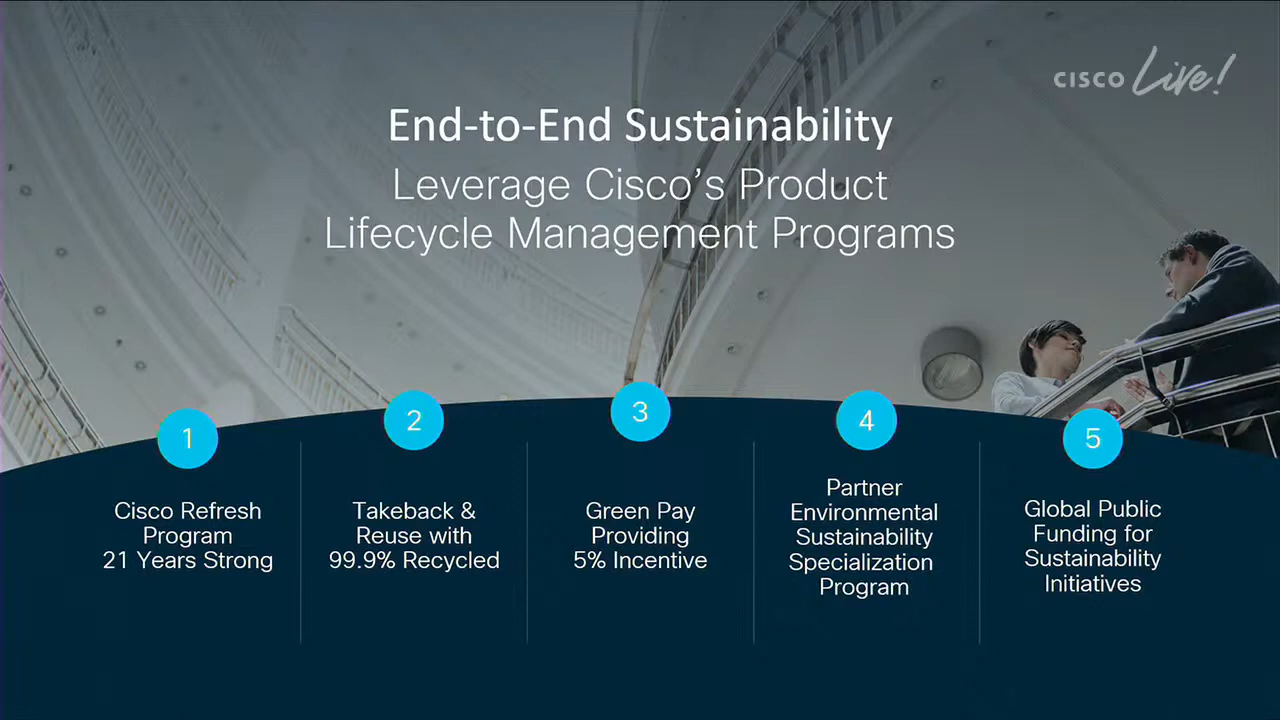 CISCO Live!
End-to-End Sustainability
Leverage Cisco's Product
Lifecycle Management Programs
1
Cisco Refresh
Program
21 Years Strong
2
Takeback &
Reuse with
99.9% Recycled
3
Green Pay
Providing
5% Incentive
4
Partner
Environmental
Sustainability
Specialization
Program
5
Global Public
Funding for
Sustainability
Initiatives